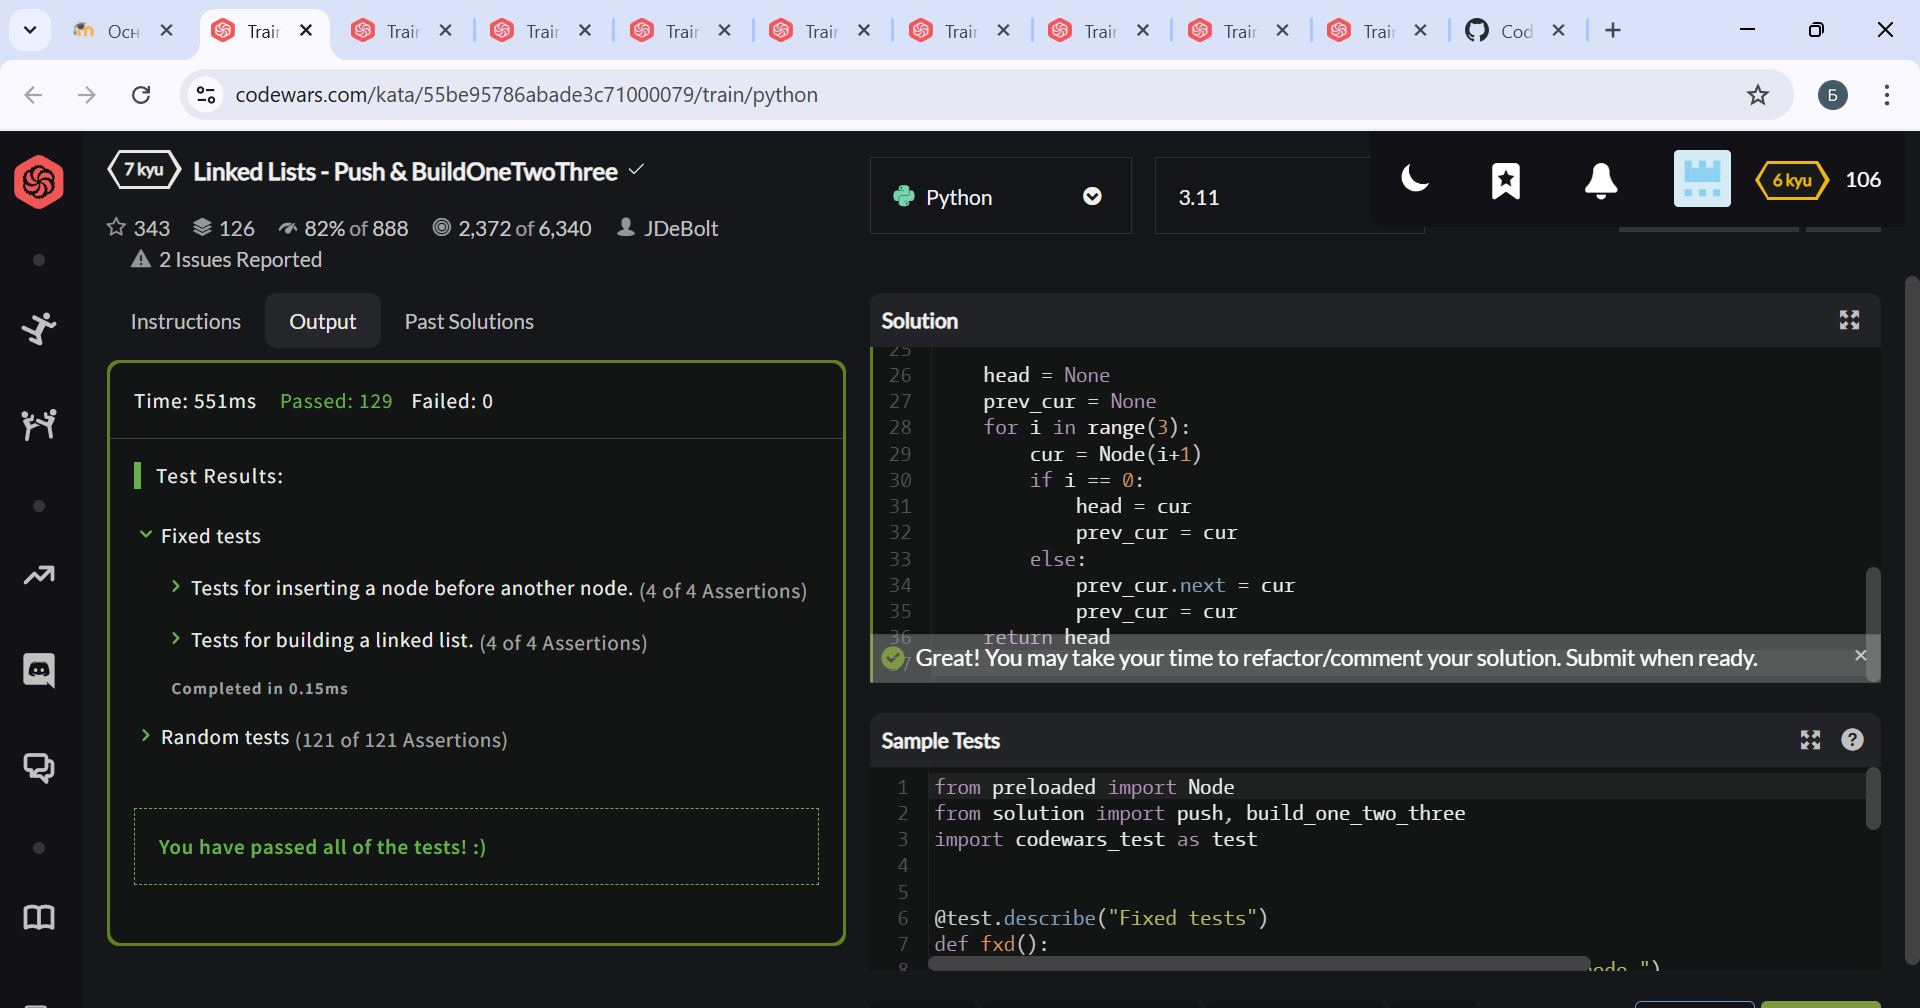 Осн
Trai
Trai
Trai
Trai
Trai
Trai
Trai
Trai
Trai
Cod
codewars.com/kata/55be95786abade3c71000079/train/python
Б
7 kyu
Linked Lists - Push & BuildOneTwoThree
343
126
82% of 888
2,372 of 6,340
JDeBolt
2 Issues Reported
Python
3.11
6 kyu
106
Instructions
Output
Past Solutions
Time: 551ms Passed: 129 Failed: 0
Test Results:
Fixed tests
Tests for inserting a node before another node. (4 of 4 Assertions)
Tests for building a linked list. (4 of 4 Assertions)
Completed in 0.15ms
Random tests (121 of 121 Assertions)
You have passed all of the tests! :)
Solution
25
26 head = None
27 prev_cur = None
28 for i in range(3):
29 cur = Node(i+1)
30 if i == 0:
31 head = cur
32 prev_cur = cur
33 else:
34 prev_cur.next = cur
35 prev_cur = cur
36 return head
Great! You may take your time to refactor/comment your solution. Submit when ready.
Sample Tests
1 from preloaded import Node
2 from solution import push, build_one_two_three
3 import codewars_test as test
4
5
6 @test.describe("Fixed tests")
7 def fxd():
8